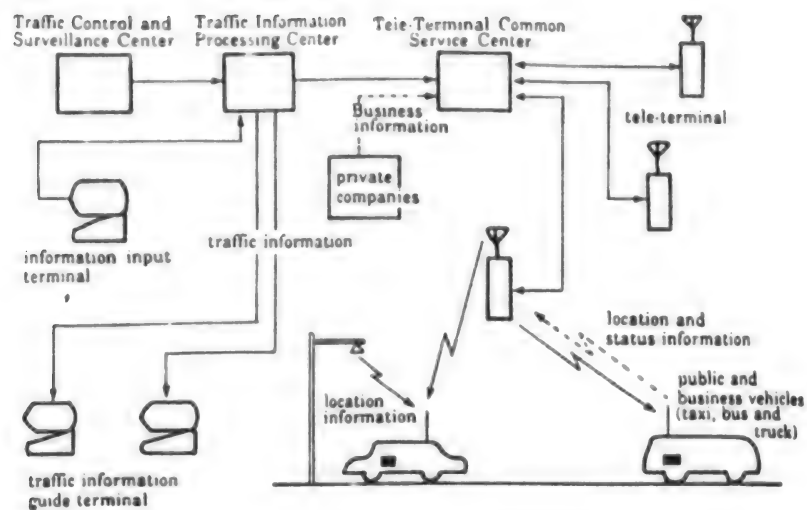 Traffic Control and
Surveillance Center
Traffic Information
Processing Center
Tele-Terminal Common
Service Center
Business
information
tele-terminal
private
companies
information input
terminal
traffic information
location and
status information
public and
business vehicles
(taxi, bus and
truck)
location
information
traffic information
guide terminal